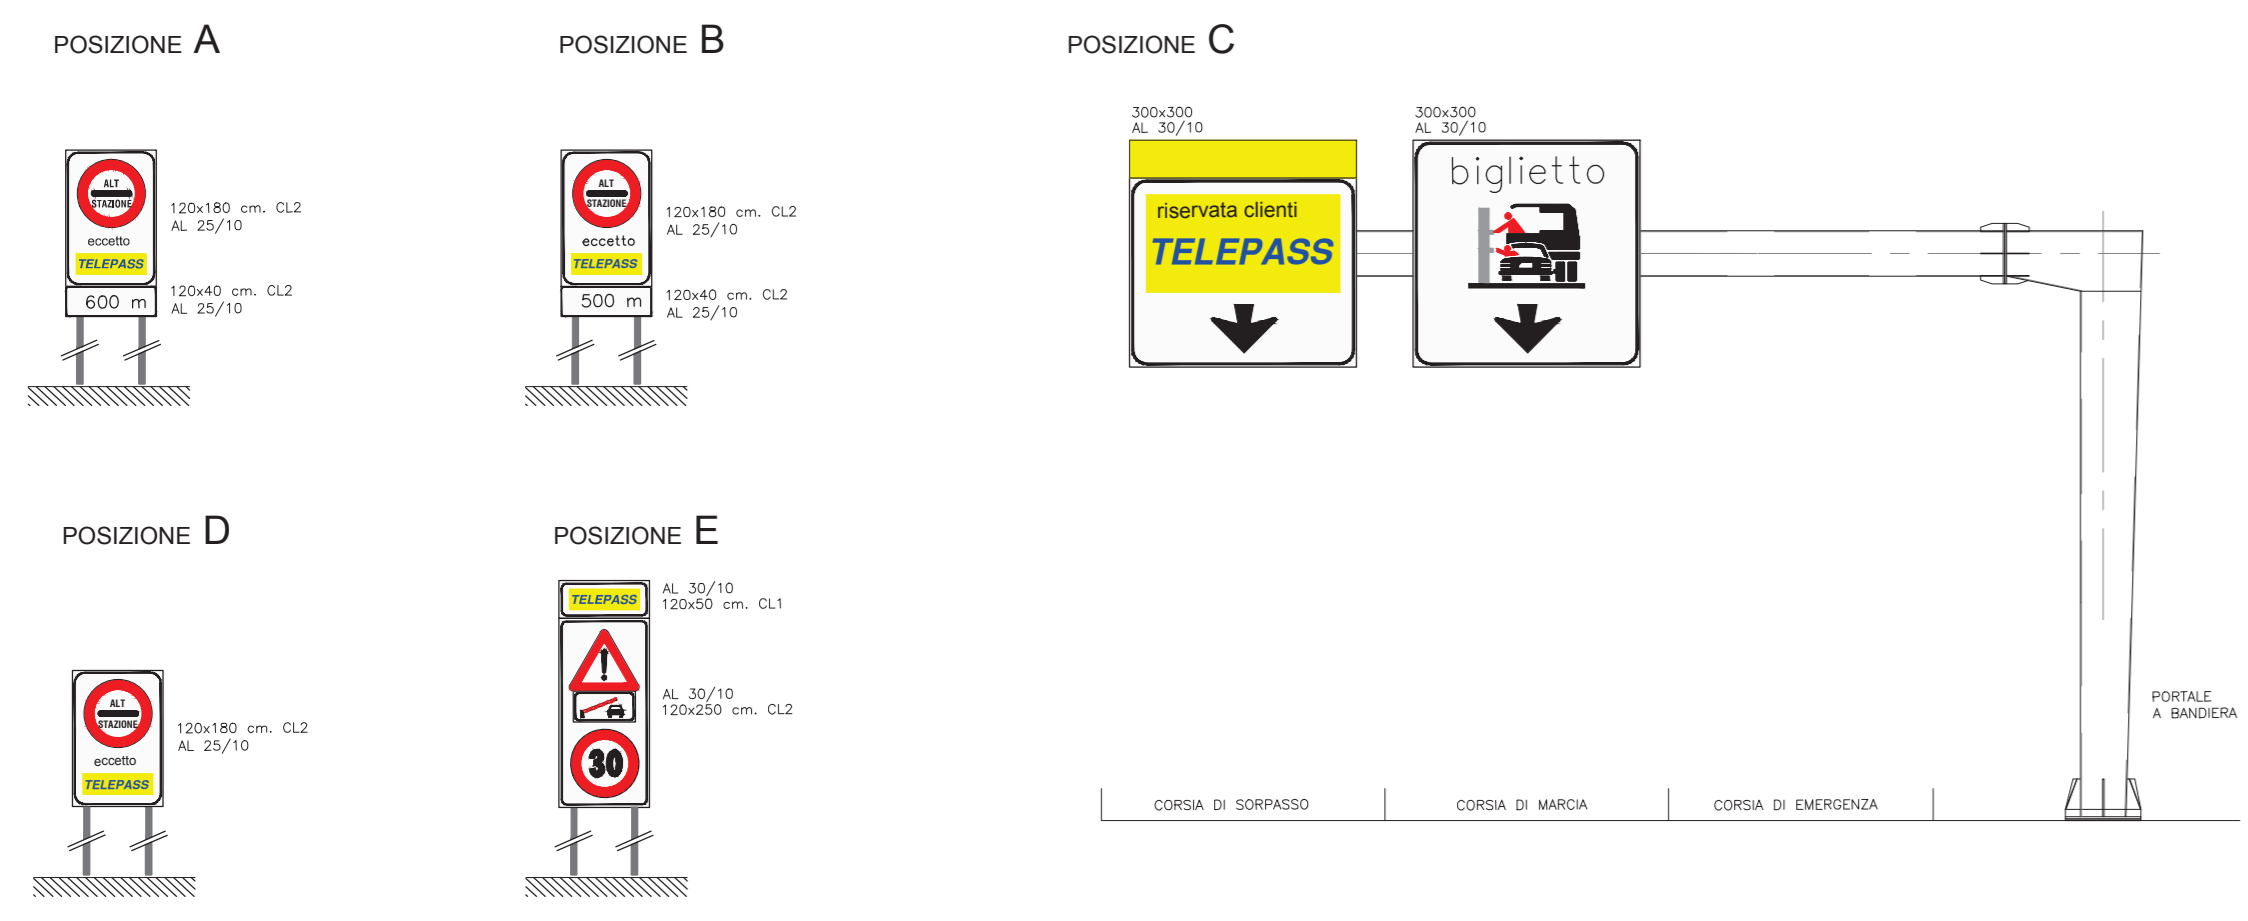 POSIZIONE A
ALT
STAZIONE
eccetto
TELEPASS
600 m
120x180 cm. CL2
AL 25/10
120x40 cm. CL2
AL 25/10
POSIZIONE B
ALT
STAZIONE
eccetto
TELEPASS
500 m
120x180 cm. CL2
AL 25/10
120x40 cm. CL2
AL 25/10
POSIZIONE C
300x300
AL 30/10
riservata clienti
TELEPASS
300x300
AL 30/10
biglietto
PORTALE
A BANDIERA
CORSIA DI SORPASSO
CORSIA DI MARCIA
CORSIA DI EMERGENZA
POSIZIONE D
ALT
STAZIONE
eccetto
TELEPASS
120x180 cm. CL2
AL 25/10
POSIZIONE E
TELEPASS
30
AL 30/10
120x50 cm. CL1
AL 30/10
120x250 cm. CL2